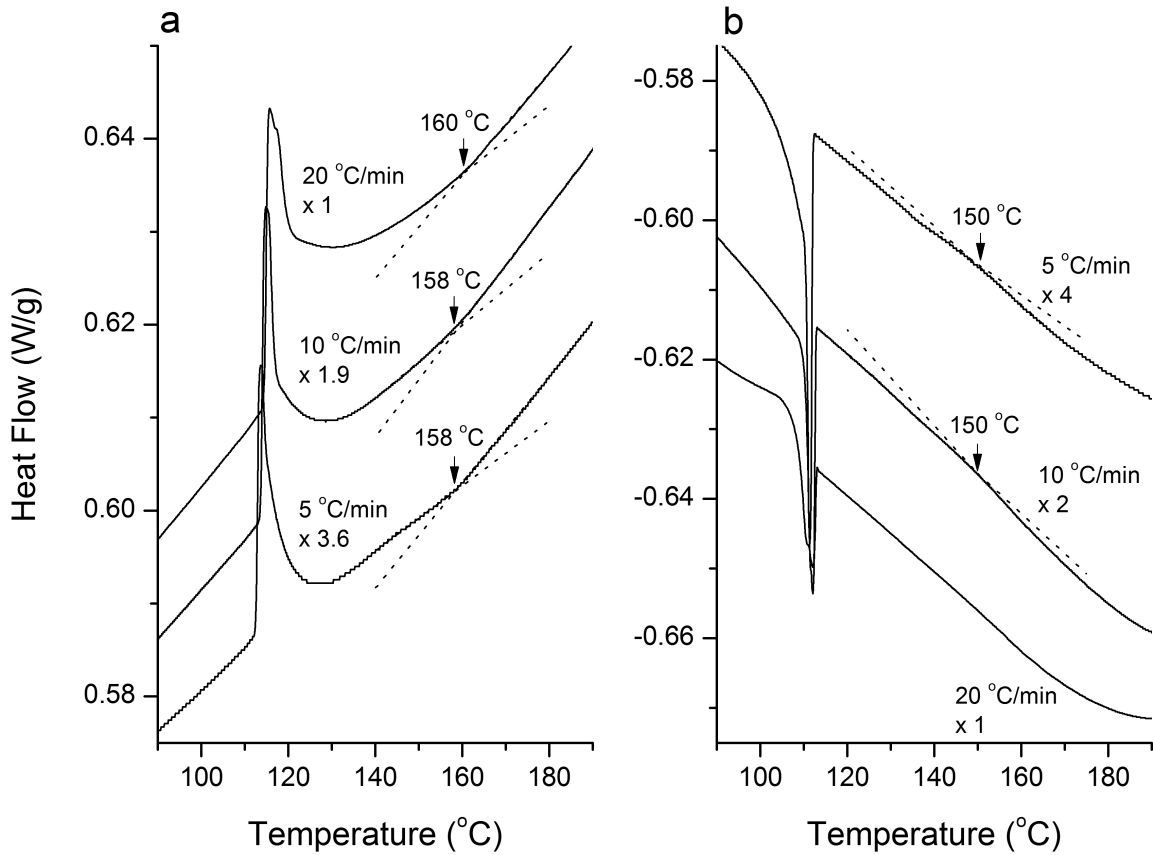 a
b
Heat Flow (W/g)
0.64
0.62
0.60
0.58
160 °C
20 °C/min
x 1
158 °C
10 °C/min
x 1.9
158 °C
5 °C/min
x 3.6
100 120 140 160 180
Temperature (°C)
-0.58
-0.60
-0.62
-0.64
-0.66
150 °C
5 °C/min
x 4
150 °C
10 °C/min
x 2
20 °C/min
x 1
100 120 140 160 180
Temperature (°C)